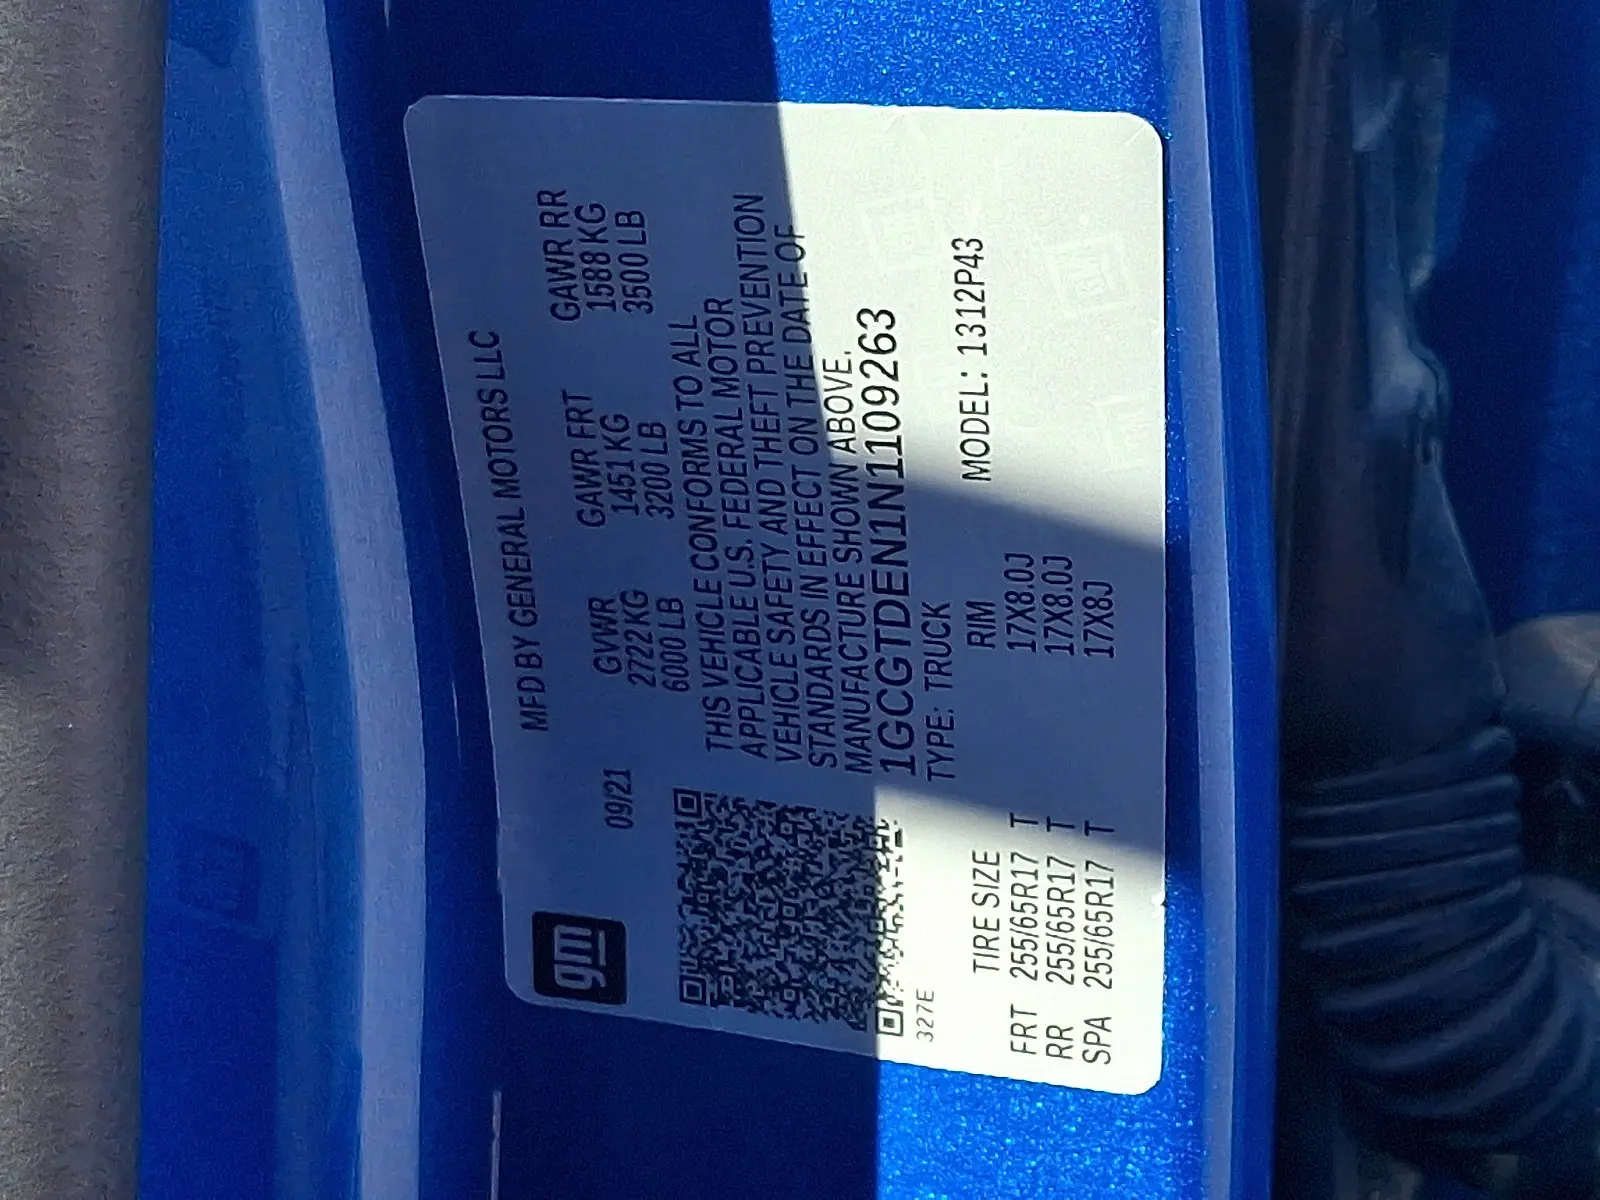 gm
MFD BY GENERAL MOTORS LLC
09/21
GVWR GAWR FRT GAWR RR
2722 KG 1451 KG 1588 KG
6000 LB 3200 LB 3500 LB
THIS VEHICLE CONFORMS TO ALL
APPLICABLE U.S. FEDERAL MOTOR
VEHICLE SAFETY AND THEFT PREVENTION
STANDARDS IN EFFECT ON THE DATE OF
MANUFACTURE SHOWN ABOVE.
1GCGTDEN1N1109263
TYPE: TRUCK MODEL: 1312P43
327E
TIRE SIZE RIM
FRT 255/65R17 T 17X8.0J
RR 255/65R17 T 17X8.0J
SPA 255/65R17 T 17X8J